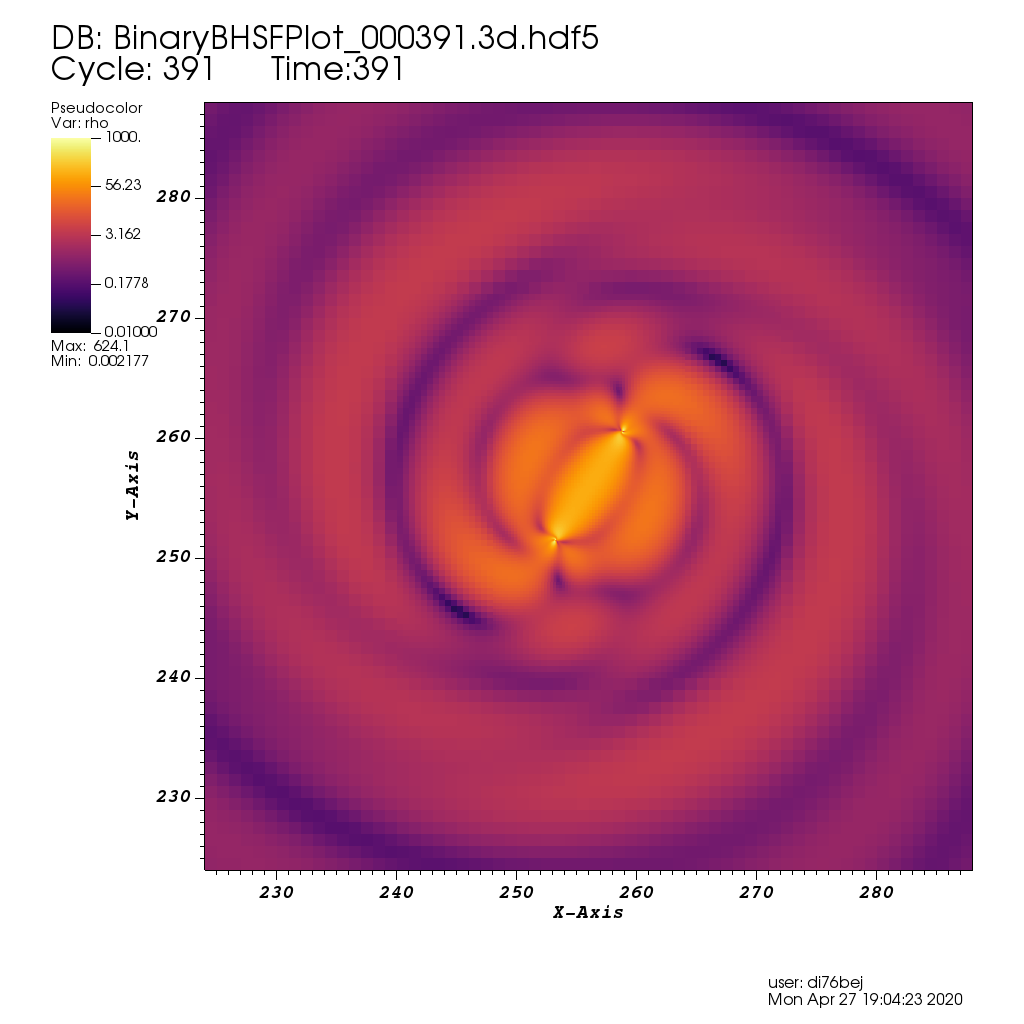 DB: BinaryBHSFPlot_000391.3d.hdf5
Cycle: 391 Time:391
Pseudocolor
Var: rho
1000.
56.23
3.162
0.1778
0.01000
Max: 624.1
Min: 0.002177
280
270
260
250
240
230
Y-Axis
230 240 250 260 270 280
X-Axis
user: di76bej
Mon Apr 27 19:04:23 2020